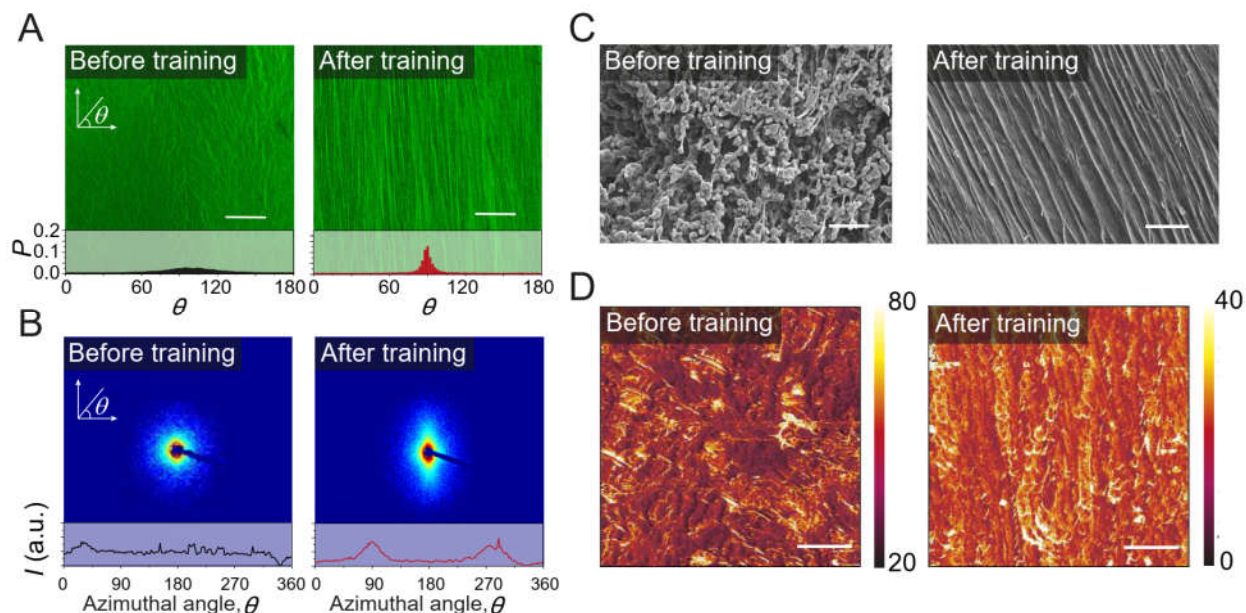 A
Before training
θ
After training
P
0.2
0.1
0.0
0 60 120 180
θ
0 60 120 180
θ
B
Before training
θ
After training
I (a.u.)
0 90 180 270 360
Azimuthal angle, θ
0 90 180 270 360
Azimuthal angle, θ
C
Before training
After training
D
Before training
80
20
After training
40
0